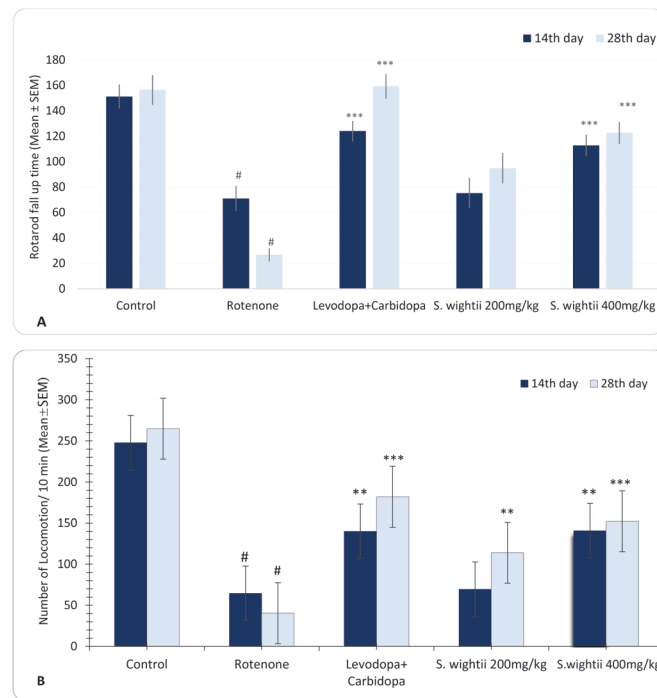 14th day 28th day
180
***
160
140
***
***
***
120
100
#
80
60
#
40
20
0
Rotarod fall up time (Mean ± SEM)
Control Rotenone Levodopa+Carbidopa S. wightii 200mg/kg S. wightii 400mg/kg
A
350
14th day 28th day
300
250
***
200
** ** ***
**
150
100
# #
50
0
Number of Locomotion/ 10 min (Mean±SEM)
Control Rotenone Levodopa+ S. wightii 200mg/kg S.wightii 400mg/kg
Carbidopa
B